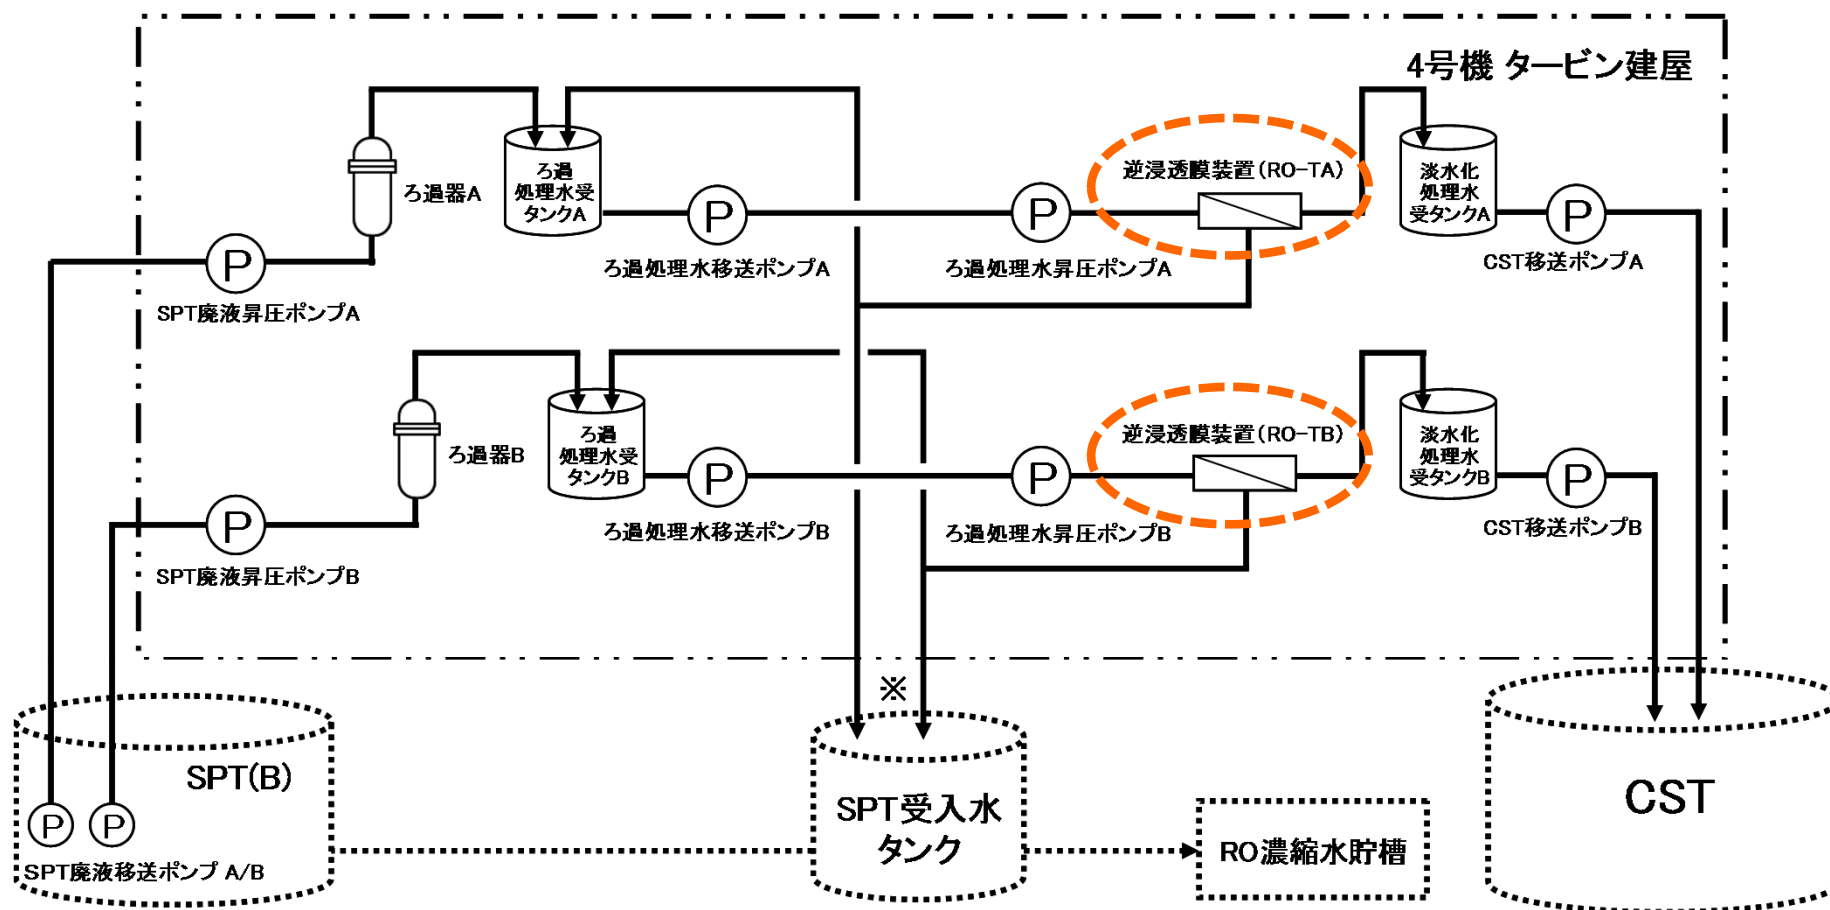 4号機 タービン建屋
ろ過器A
ろ過
処理水受
タンクA
P
ろ過処理水移送ポンプA
P
ろ過処理水昇圧ポンプA
逆浸透膜装置(RO-TA)
淡水化
処理水
受タンクA
P
CST移送ポンプA
P
SPT廃液昇圧ポンプA
ろ過器B
ろ過
処理水受
タンクB
P
ろ過処理水移送ポンプB
P
ろ過処理水昇圧ポンプB
逆浸透膜装置(RO-TB)
淡水化
処理水
受タンクB
P
CST移送ポンプB
P
SPT廃液昇圧ポンプB
※
SPT(B)
P
P
SPT廃液移送ポンプ A/B
SPT受入水
タンク
RO濃縮水貯槽
CST